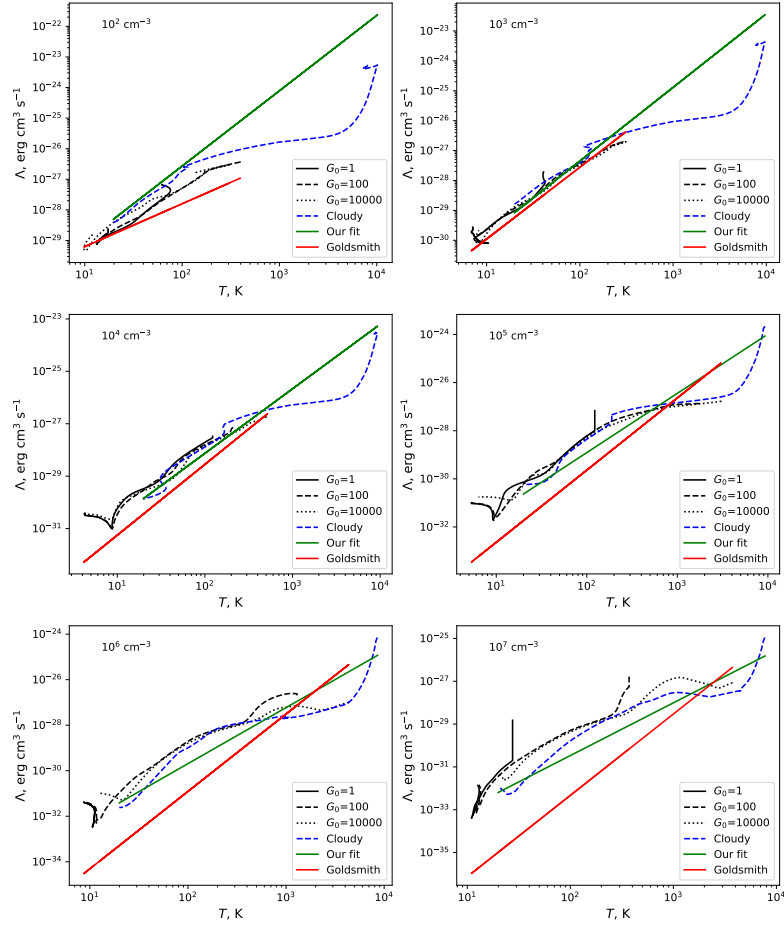 10² cm⁻³
Λ, erg cm³ s⁻¹
10⁻²²
10⁻²³
10⁻²⁴
10⁻²⁵
10⁻²⁶
10⁻²⁷
10⁻²⁸
10⁻²⁹
G₀=1
G₀=100
G₀=10000
Cloudy
Our fit
Goldsmith
10¹ 10² 10³ 10⁴
T, K
10³ cm⁻³
Λ, erg cm³ s⁻¹
10⁻²³
10⁻²⁴
10⁻²⁵
10⁻²⁶
10⁻²⁷
10⁻²⁸
10⁻²⁹
10⁻³⁰
G₀=1
G₀=100
G₀=10000
Cloudy
Our fit
Goldsmith
10¹ 10² 10³ 10⁴
T, K
10⁴ cm⁻³
Λ, erg cm³ s⁻¹
10⁻²³
10⁻²⁵
10⁻²⁷
10⁻²⁹
10⁻³¹
G₀=1
G₀=100
G₀=10000
Cloudy
Our fit
Goldsmith
10¹ 10² 10³ 10⁴
T, K
10⁵ cm⁻³
Λ, erg cm³ s⁻¹
10⁻²⁴
10⁻²⁶
10⁻²⁸
10⁻³⁰
10⁻³²
G₀=1
G₀=100
G₀=10000
Cloudy
Our fit
Goldsmith
10¹ 10² 10³ 10⁴
T, K
10⁶ cm⁻³
Λ, erg cm³ s⁻¹
10⁻²⁴
10⁻²⁶
10⁻²⁸
10⁻³⁰
10⁻³²
10⁻³⁴
G₀=1
G₀=100
G₀=10000
Cloudy
Our fit
Goldsmith
10¹ 10² 10³ 10⁴
T, K
10⁷ cm⁻³
Λ, erg cm³ s⁻¹
10⁻²⁵
10⁻²⁷
10⁻²⁹
10⁻³¹
10⁻³³
10⁻³⁵
G₀=1
G₀=100
G₀=10000
Cloudy
Our fit
Goldsmith
10¹ 10² 10³ 10⁴
T, K